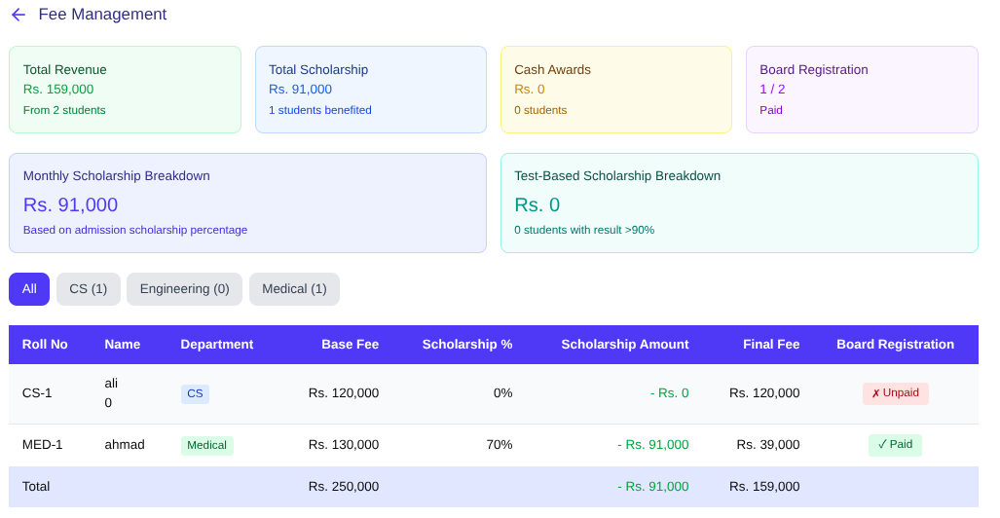 Fee Management
Total Revenue
Rs. 159,000
From 2 students
Total Scholarship
Rs. 91,000
1 students benefited
Cash Awards
Rs. 0
0 students
Board Registration
1 / 2
Paid
Monthly Scholarship Breakdown
Rs. 91,000
Based on admission scholarship percentage
Test-Based Scholarship Breakdown
Rs. 0
0 students with result >90%
All CS (1) Engineering (0) Medical (1)
Roll No Name Department Base Fee Scholarship % Scholarship Amount Final Fee Board Registration
CS-1 ali 0 CS Rs. 120,000 0% - Rs. 0 Rs. 120,000 ✗ Unpaid
MED-1 ahmad Medical Rs. 130,000 70% - Rs. 91,000 Rs. 39,000 ✓ Paid
Total Rs. 250,000 - Rs. 91,000 Rs. 159,000